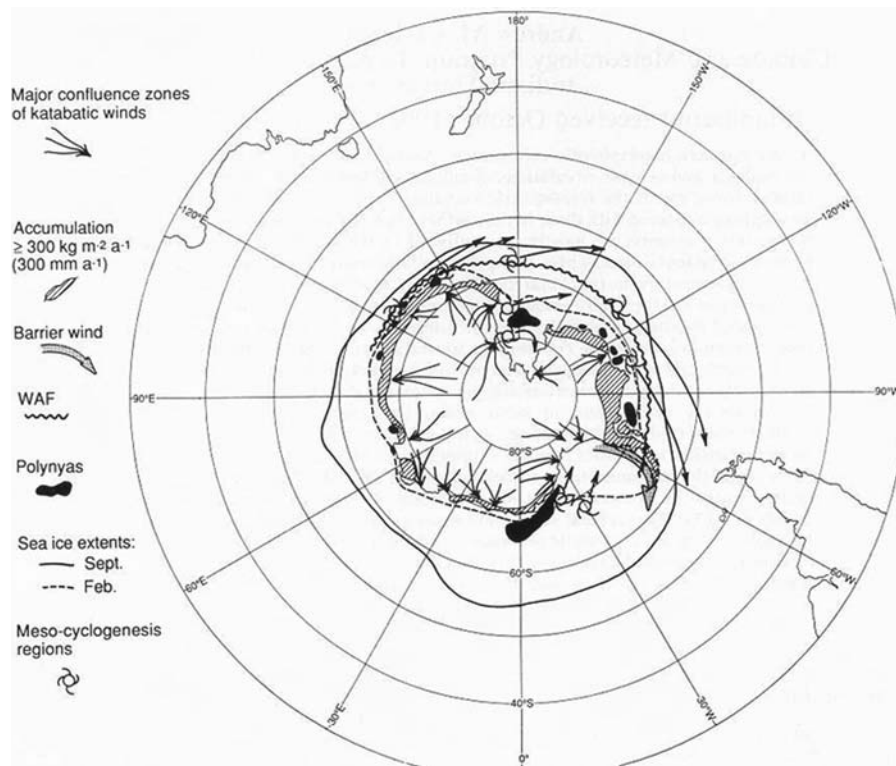 180°
150°E
150°W
Major confluence zones
of katabatic winds
120°E
120°W
Accumulation
≥ 300 kg m-2 a-1
(300 mm a-1)
Barrier wind
90°E
90°W
WAF
80°S
Polynyas
Sea ice extents:
Sept.
Feb.
60°S
60°E
60°W
Meso-cyclogenesis
regions
40°S
30°E
30°W
0°